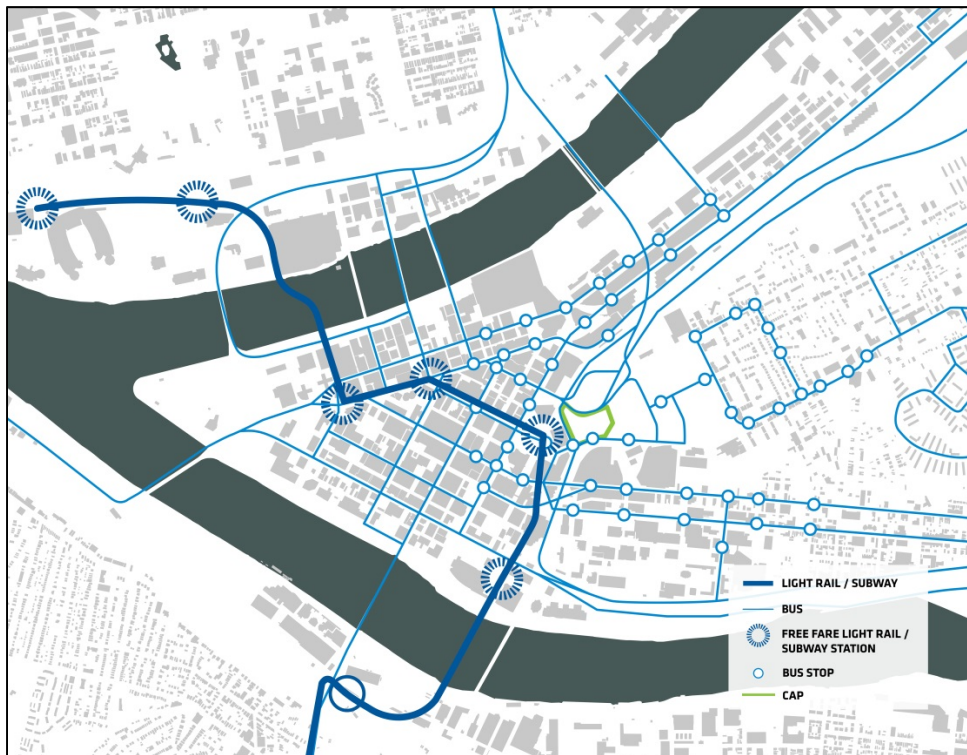 LIGHT RAIL / SUBWAY
BUS
FREE FARE LIGHT RAIL /
SUBWAY STATION
BUS STOP
CAP